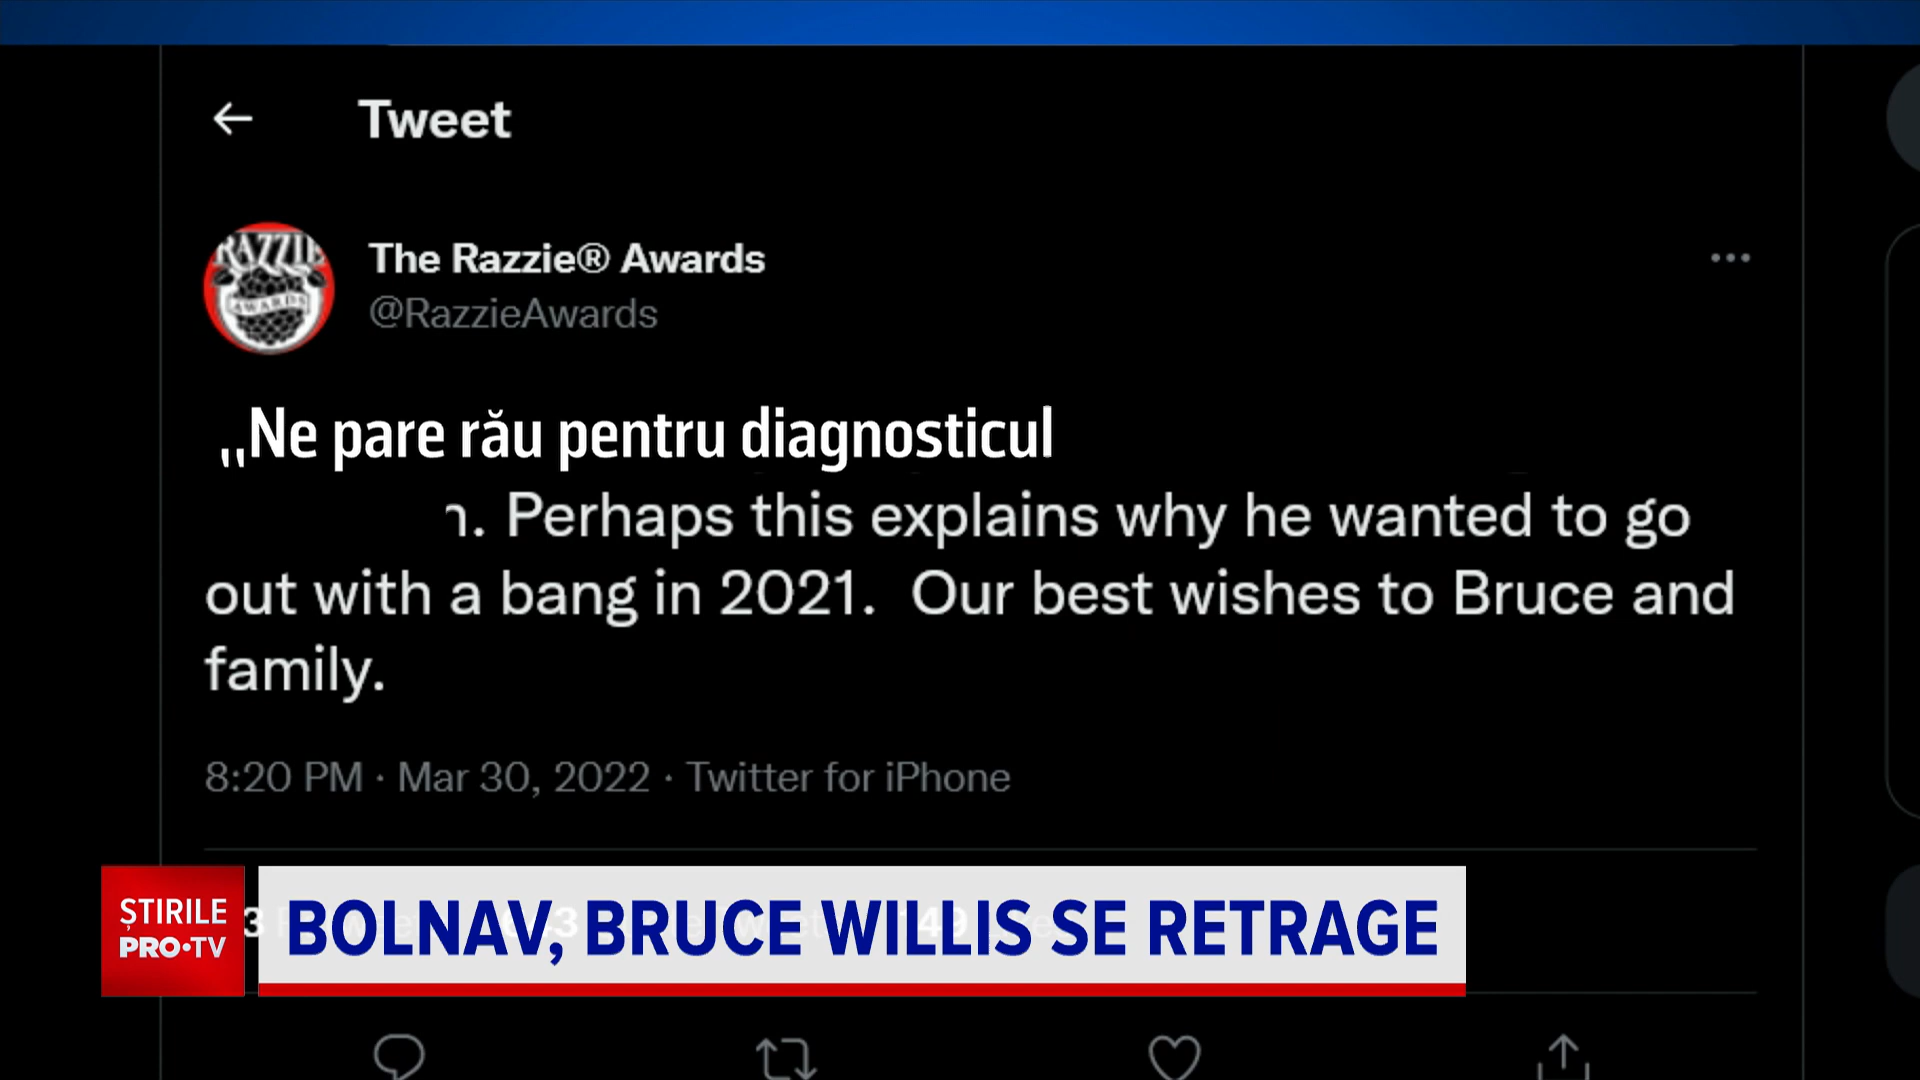 Tweet
RAZZIE
AWARDS
The Razzie® Awards
@RazzieAwards
„Ne pare rău pentru diagnosticul
. Perhaps this explains why he wanted to go
out with a bang in 2021. Our best wishes to Bruce and
family.
8:20 PM · Mar 30, 2022 · Twitter for iPhone
ȘTIRILE
PRO•TV
BOLNAV, BRUCE WILLIS SE RETRAGE